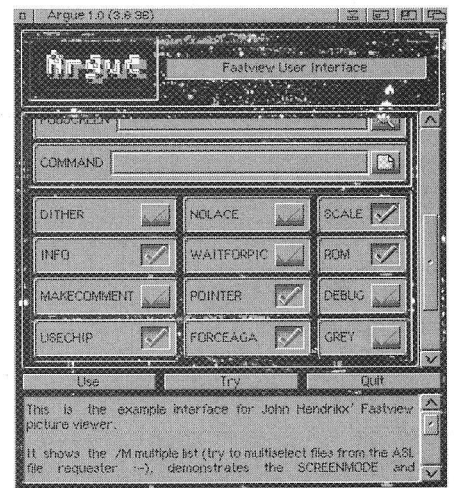 Argue 1.0 (3.6 3E)
Argue
Fastview User Interface
PUBSCREEN
COMMAND
DITHER NOLACE SCALE
INFO WAITFORPIC ROM
MAKECOMMENT POINTER DEBUG
USECHIP FORCEAGA GREY
Use Try Quit
This is the example interface for John Hendrikx' Fastview
picture viewer.
It shows the /M multiple list (try to multiselect files from the ASL
file requester :-), demonstrates the SCREENMODE and